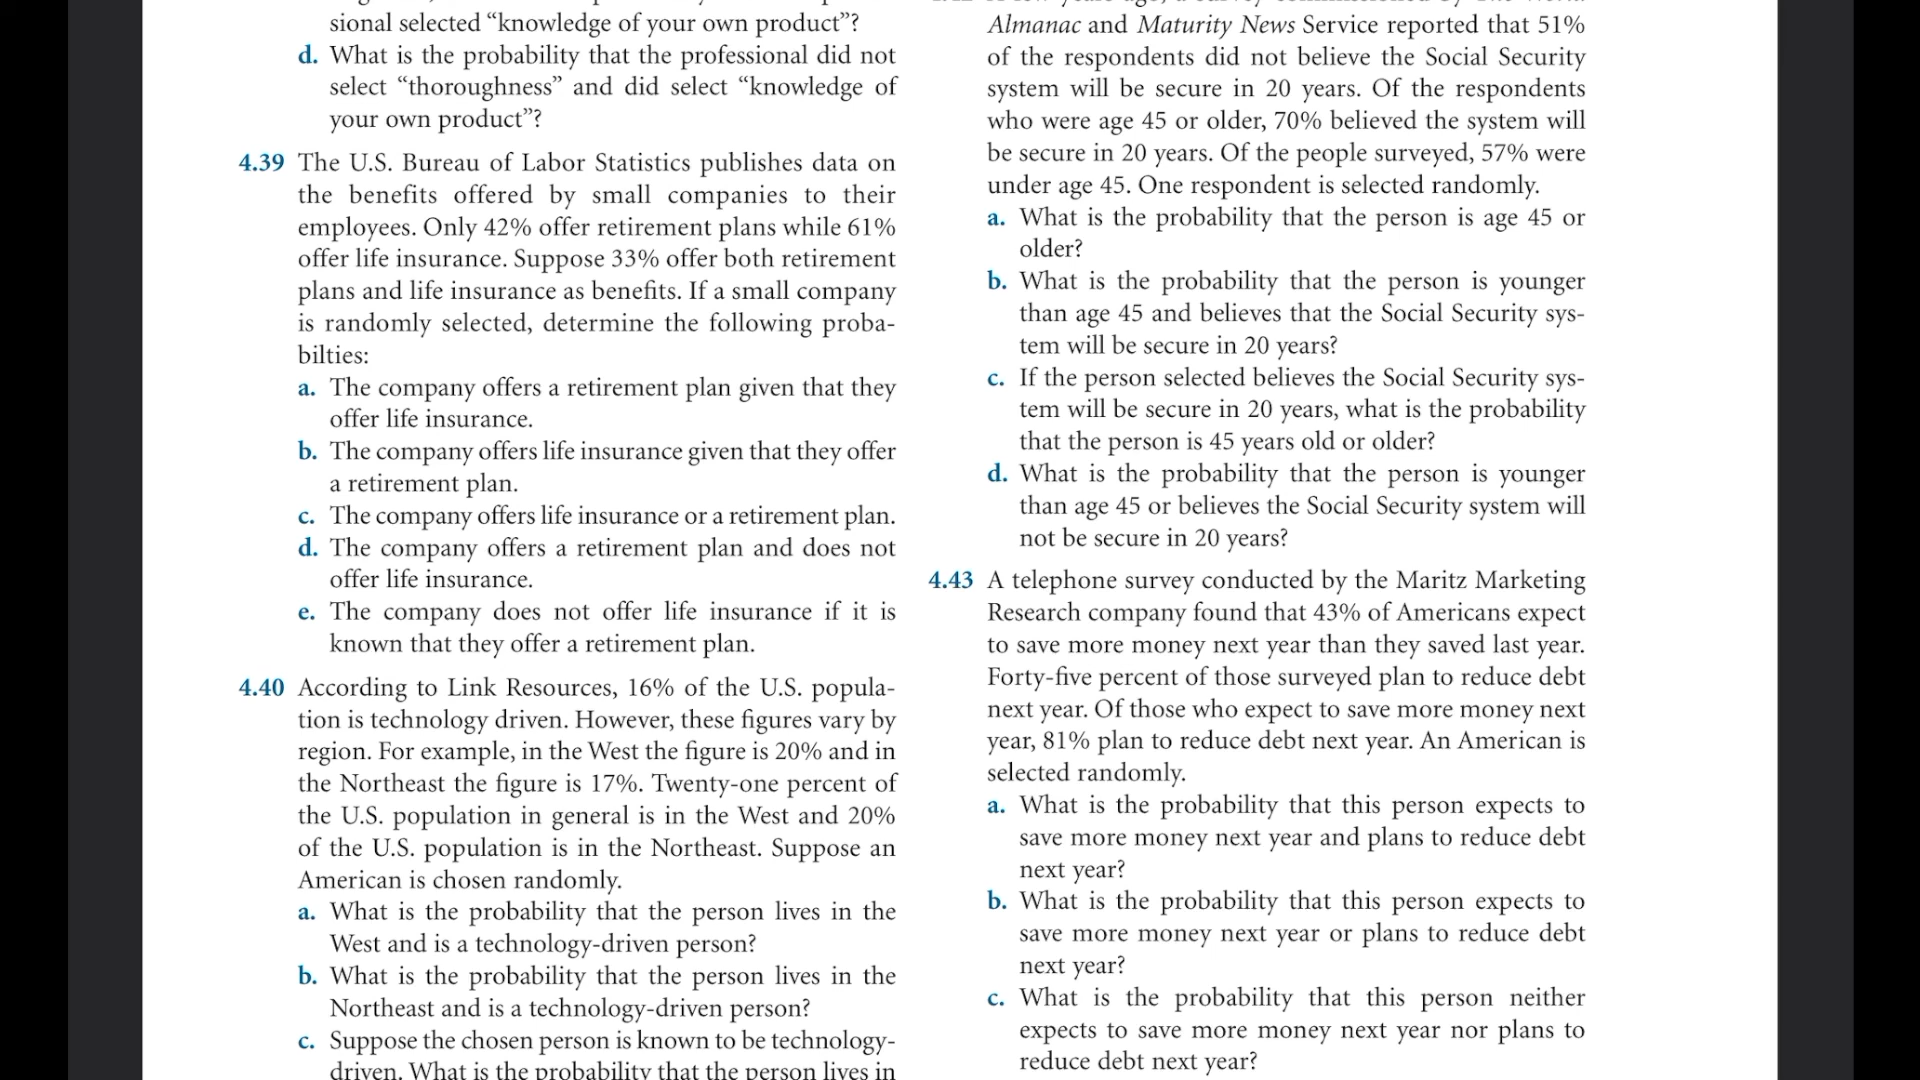 sional selected “knowledge of your own product”?
d. What is the probability that the professional did not
select “thoroughness” and did select “knowledge of
your own product”?
4.39 The U.S. Bureau of Labor Statistics publishes data on
the benefits offered by small companies to their
employees. Only 42% offer retirement plans while 61%
offer life insurance. Suppose 33% offer both retirement
plans and life insurance as benefits. If a small company
is randomly selected, determine the following proba-
bilties:
a. The company offers a retirement plan given that they
offer life insurance.
b. The company offers life insurance given that they offer
a retirement plan.
c. The company offers life insurance or a retirement plan.
d. The company offers a retirement plan and does not
offer life insurance.
e. The company does not offer life insurance if it is
known that they offer a retirement plan.
4.40 According to Link Resources, 16% of the U.S. popula-
tion is technology driven. However, these figures vary by
region. For example, in the West the figure is 20% and in
the Northeast the figure is 17%. Twenty-one percent of
the U.S. population in general is in the West and 20%
of the U.S. population is in the Northeast. Suppose an
American is chosen randomly.
a. What is the probability that the person lives in the
West and is a technology-driven person?
b. What is the probability that the person lives in the
Northeast and is a technology-driven person?
c. Suppose the chosen person is known to be technology-
driven. What is the probability that the person lives in
Almanac and Maturity News Service reported that 51%
of the respondents did not believe the Social Security
system will be secure in 20 years. Of the respondents
who were age 45 or older, 70% believed the system will
be secure in 20 years. Of the people surveyed, 57% were
under age 45. One respondent is selected randomly.
a. What is the probability that the person is age 45 or
older?
b. What is the probability that the person is younger
than age 45 and believes that the Social Security sys-
tem will be secure in 20 years?
c. If the person selected believes the Social Security sys-
tem will be secure in 20 years, what is the probability
that the person is 45 years old or older?
d. What is the probability that the person is younger
than age 45 or believes the Social Security system will
not be secure in 20 years?
4.43 A telephone survey conducted by the Maritz Marketing
Research company found that 43% of Americans expect
to save more money next year than they saved last year.
Forty-five percent of those surveyed plan to reduce debt
next year. Of those who expect to save more money next
year, 81% plan to reduce debt next year. An American is
selected randomly.
a. What is the probability that this person expects to
save more money next year and plans to reduce debt
next year?
b. What is the probability that this person expects to
save more money next year or plans to reduce debt
next year?
c. What is the probability that this person neither
expects to save more money next year nor plans to
reduce debt next year?